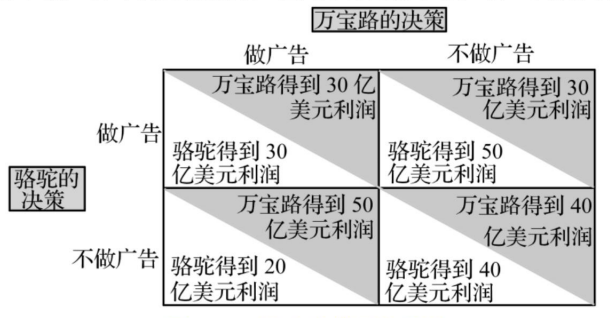 万宝路的决策
做广告
不做广告
万宝路得到 30 亿
美元利润
万宝路得到 30
亿美元利润
做广告
骆驼得到 30
亿美元利润
骆驼得到 50
亿美元利润
骆驼的
决策
万宝路得到 50
亿美元利润
万宝路得到 40
亿美元利润
不做广告
骆驼得到 20
亿美元利润
骆驼得到 40
亿美元利润